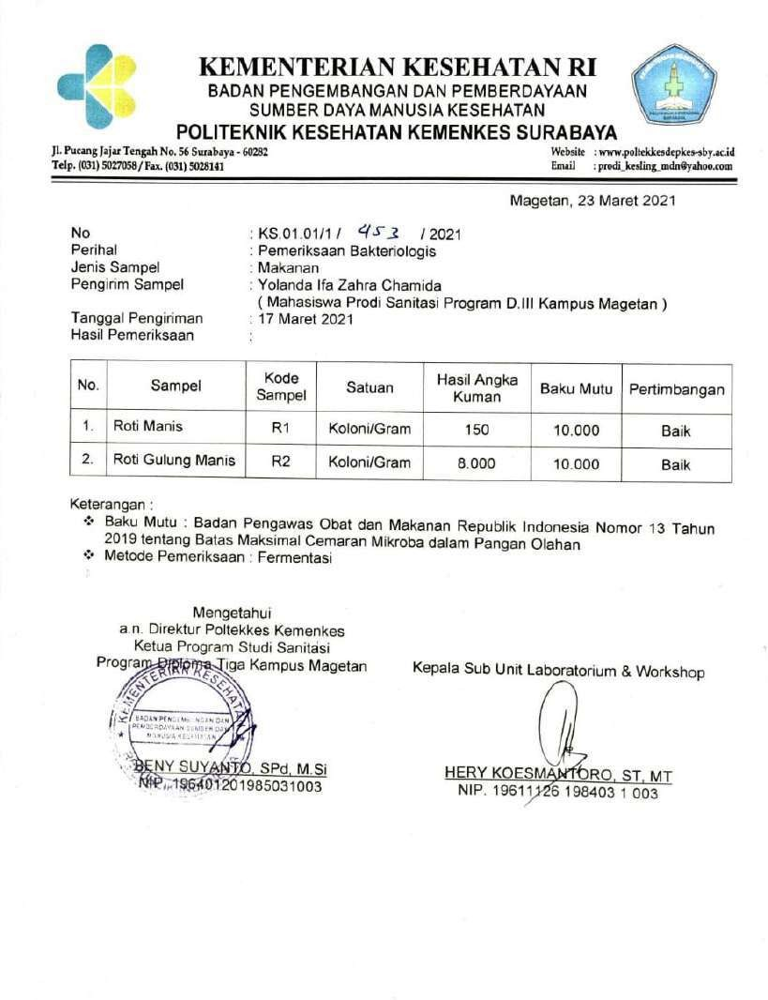 KEMENTERIAN KESEHATAN RI
BADAN PENGEMBANGAN DAN PEMBERDAYAAN
SUMBER DAYA MANUSIA KESEHATAN
POLITEKNIK KESEHATAN KEMENKES SURABAYA
Jl. Pucang Jajar Tengah No. 56 Surabaya - 60282
Website : www.poltekkesdepkes-sby.ac.id
Telp. (031) 5027058 / Fax. (031) 5028141
Email : prodi_kesling_mdn@yahoo.com
Magetan, 23 Maret 2021
No : KS.01.01/1 / 453 / 2021
Perihal : Pemeriksaan Bakteriologis
Jenis Sampel : Makanan
Pengirim Sampel : Yolanda Ifa Zahra Chamida
( Mahasiswa Prodi Sanitasi Program D.III Kampus Magetan )
Tanggal Pengiriman : 17 Maret 2021
Hasil Pemeriksaan :
No. Sampel Kode Sampel Satuan Hasil Angka Kuman Baku Mutu Pertimbangan
1. Roti Manis R1 Koloni/Gram 150 10.000 Baik
2. Roti Gulung Manis R2 Koloni/Gram 8.000 10.000 Baik
Keterangan :
❖ Baku Mutu : Badan Pengawas Obat dan Makanan Republik Indonesia Nomor 13 Tahun
2019 tentang Batas Maksimal Cemaran Mikroba dalam Pangan Olahan
❖ Metode Pemeriksaan : Fermentasi
Mengetahui
a.n. Direktur Poltekkes Kemenkes
Ketua Program Studi Sanitasi
Program Diploma Tiga Kampus Magetan
Kepala Sub Unit Laboratorium & Workshop
KEMENTERIAN KESEHATAN
BADAN PENGEMBANGAN DAN
PEMBERDAYAAN SUMBER DAYA
MANUSIA KESEHATAN
BENY SUYANTO, SPd, M.Si
NIP. 196401201985031003
HERY KOESMANTORO, ST, MT
NIP. 19611126 198403 1 003